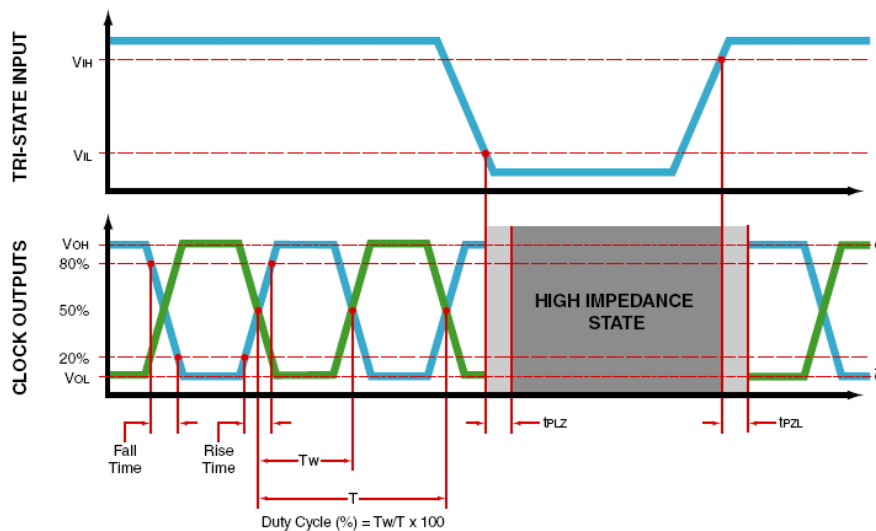 TRI-STATE INPUT
VIH
VIL
CLOCK OUTPUTS
VOH
80%
50%
20%
VOL
HIGH IMPEDANCE
STATE
Fall
Time
Rise
Time
Tw
T
tPLZ
tPZL
Duty Cycle (%) = Tw/T x 100